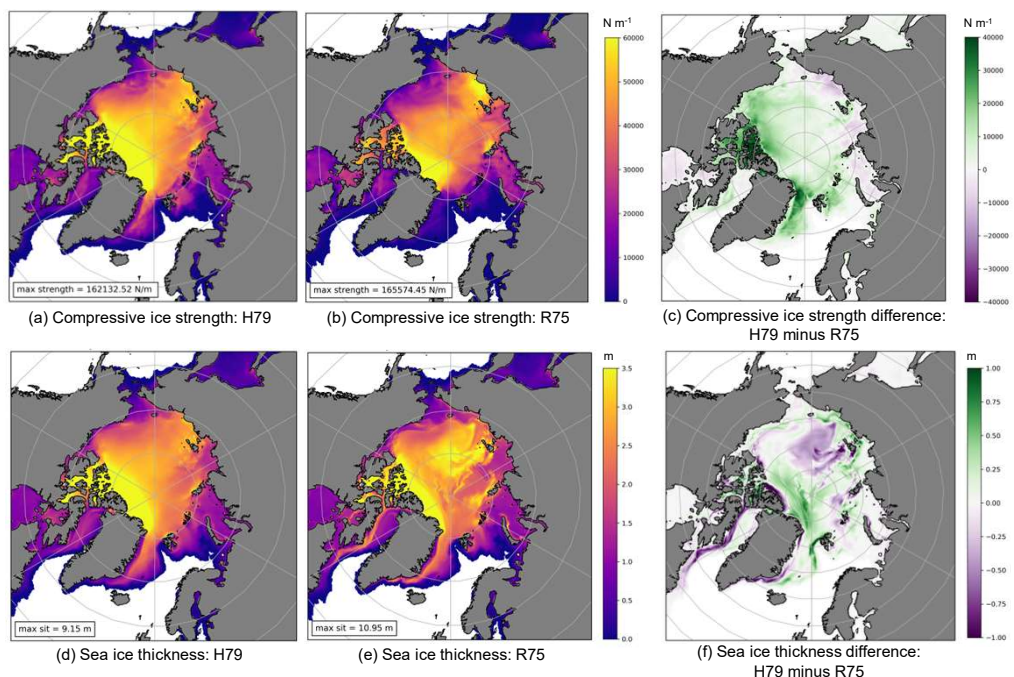 N m⁻¹
60000
50000
40000
30000
20000
10000
0
N m⁻¹
40000
30000
20000
10000
0
−10000
−20000
−30000
−40000
max strength = 162132.52 N/m
max strength = 165574.45 N/m
(a) Compressive ice strength: H79
(b) Compressive ice strength: R75
(c) Compressive ice strength difference:
H79 minus R75
m
3.5
3.0
2.5
2.0
1.5
1.0
0.5
0.0
m
1.00
0.75
0.50
0.25
0.00
−0.25
−0.50
−0.75
−1.00
max sit = 9.15 m
max sit = 10.95 m
(d) Sea ice thickness: H79
(e) Sea ice thickness: R75
(f) Sea ice thickness difference:
H79 minus R75